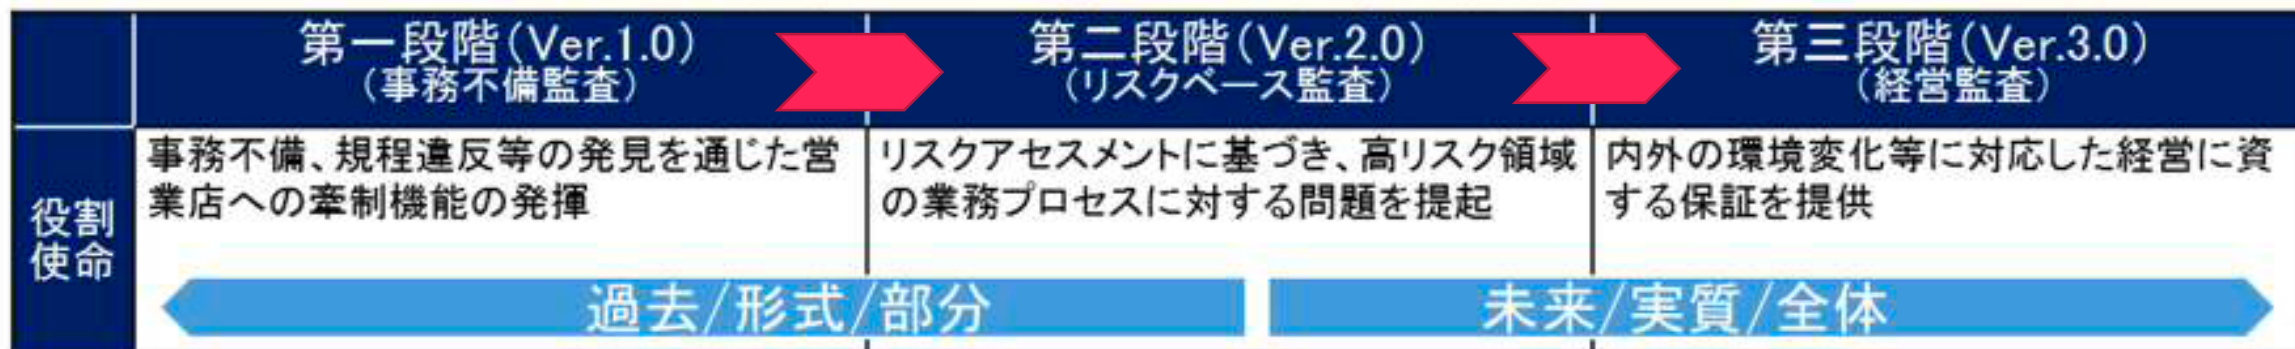 第一段階(Ver.1.0)
(事務不備監査)
第二段階(Ver.2.0)
(リスクベース監査)
第三段階(Ver.3.0)
(経営監査)
役割
使命
事務不備、規程違反等の発見を通じた営
業店への牽制機能の発揮
リスクアセスメントに基づき、高リスク領域
の業務プロセスに対する問題を提起
内外の環境変化等に対応した経営に資
する保証を提供
過去/形式/部分
未来/実質/全体